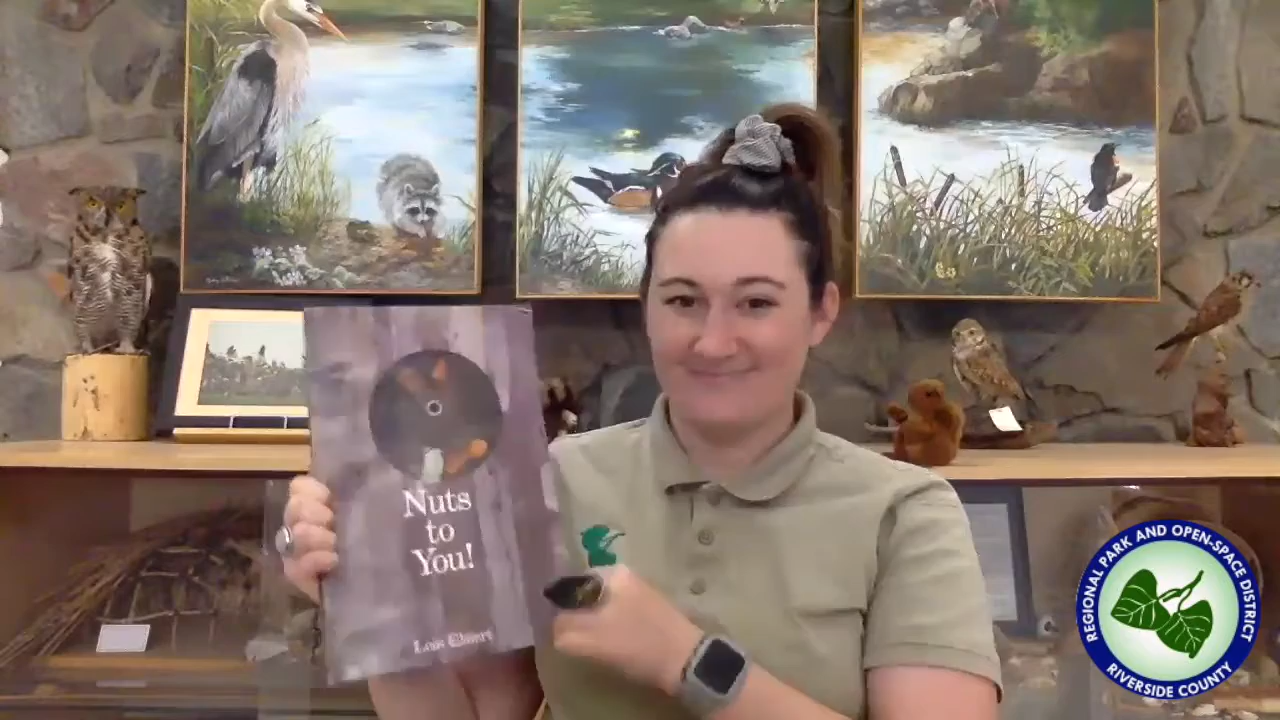 Nuts
to
You!
Lois Ehlert
REGIONAL PARK AND OPEN-SPACE DISTRICT
RIVERSIDE COUNTY